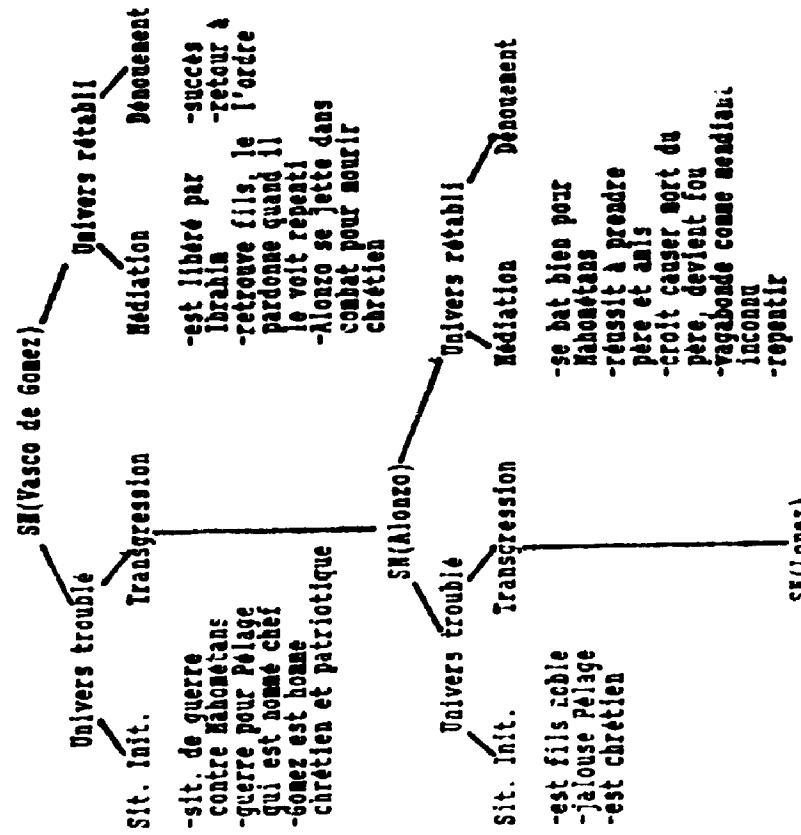 SN(Vasco de Gomez)
Univers troublé
Univers rétabli
Sit. Init.
Transgression
Médiation
Dénouement
-sit. de guerre
contre Mahométans
-guerre pour Pélage
qui est nommé chef
-Gomez est homme
chrétien et patriotique
-est libéré par
Ibrahim
-retrouve fils, le
pardonne quand il
le voit repenti
-Alonzo se jette dans
combat pour mourir
chrétien
-succès
-retour à
l'ordre
SN(Alonzo)
Univers troublé
Univers rétabli
Sit. Init.
Transgression
Médiation
Dénouement
-est fils noble
-jalouse Pélage
-est chrétien
-se bat bien pour
Mahométans
-réussit à prendre
père et amis
-croit causer mort du
père, devient fou
-vagabonde comme mendiant
inconnu
-repentir